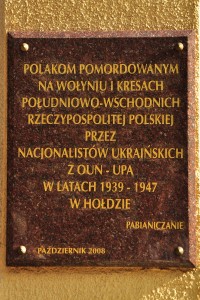 POLAKOM POMORDOWANYM
NA WOŁYNIU I KRESACH
POŁUDNIOWO-WSCHODNICH
RZECZYPOSPOLITEJ POLSKIEJ
PRZEZ
NACJONALISTÓW UKRAIŃSKICH
Z OUN - UPA
W LATACH 1939 - 1947
W HOŁDZIE
PABIANICZANIE
PAŹDZIERNIK 2008